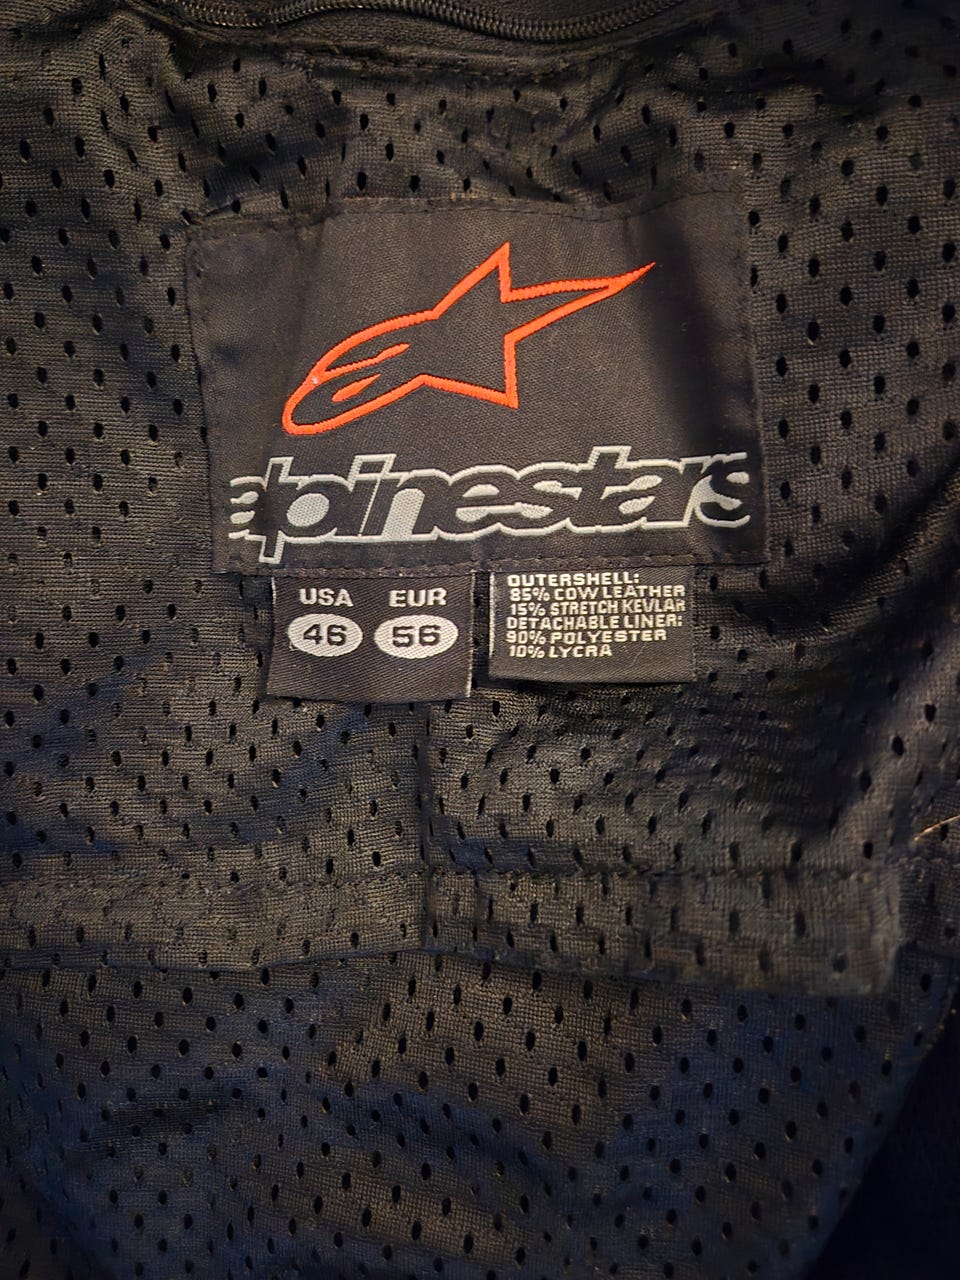 alpinestars
USA EUR
46 56
OUTERSHELL:
85% COW LEATHER
15% STRETCH KEVLAR
DETACHABLE LINER:
90% POLYESTER
10% LYCRA